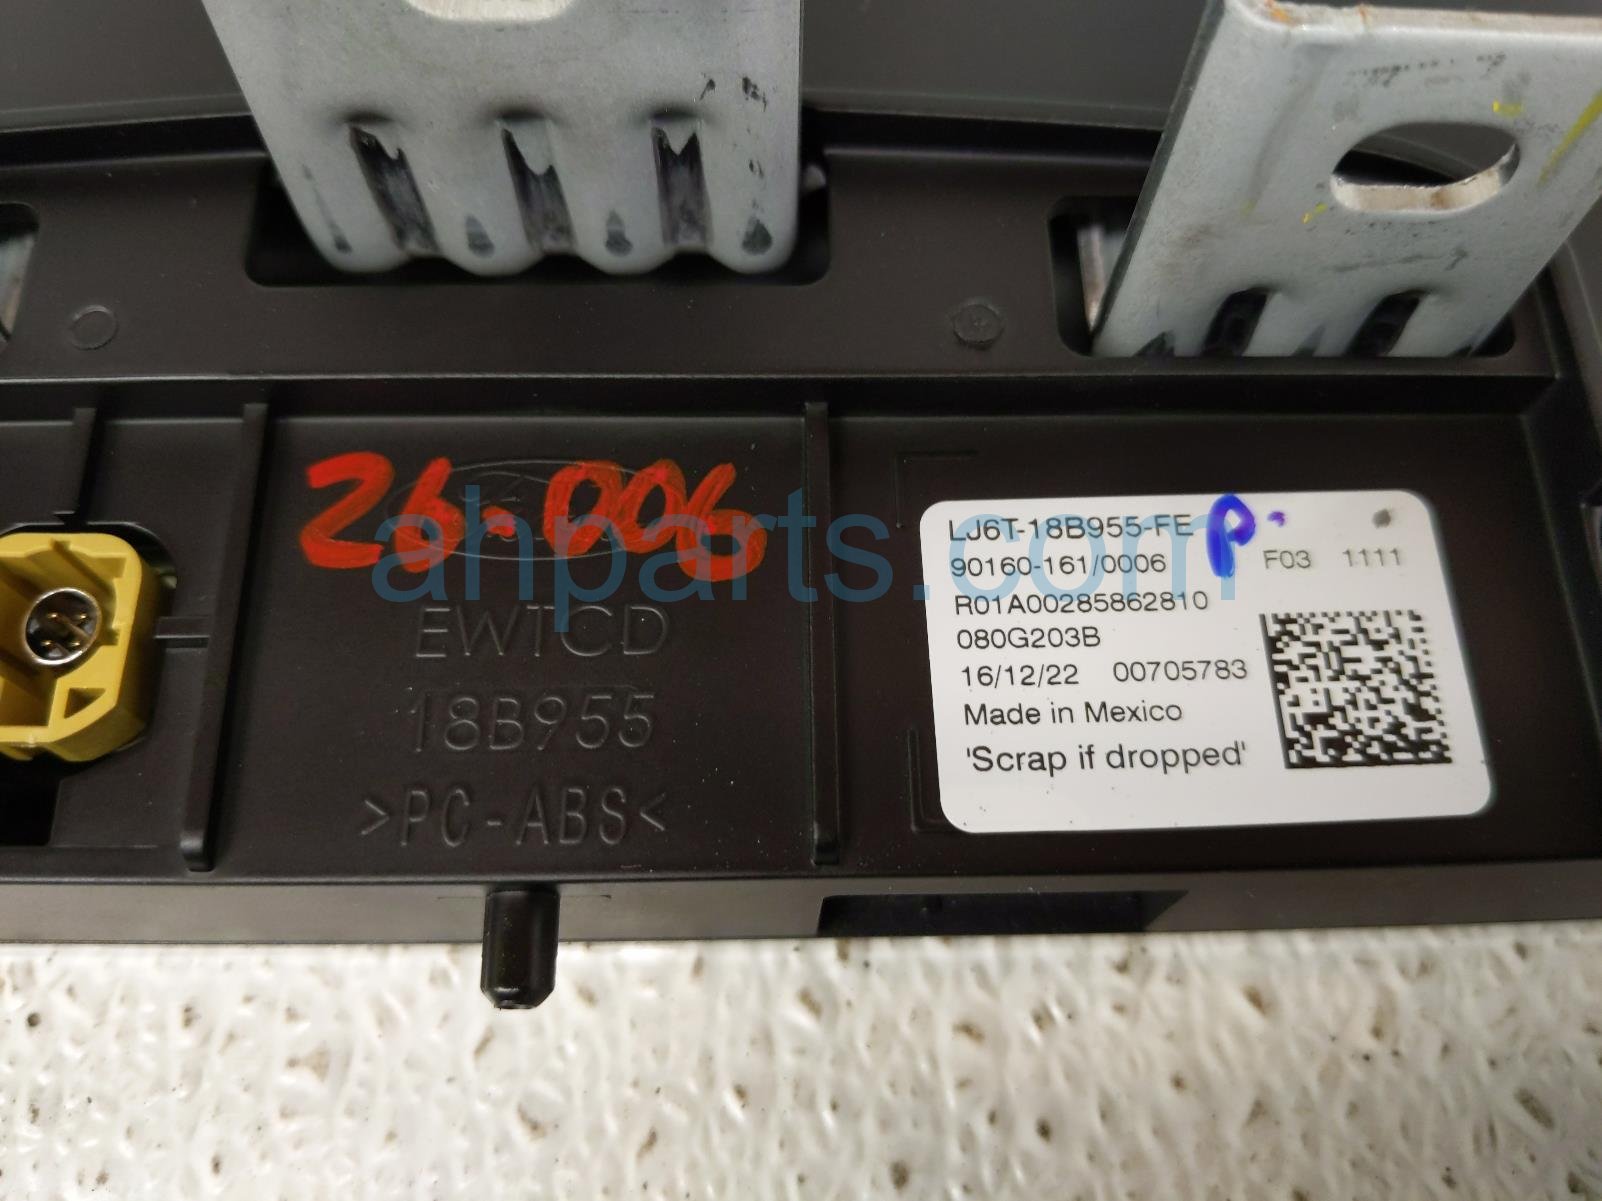 26-006
ahparts.com
EWTCD
18B955
>PC-ABS<
LJ6T-18B955-FE P.
90160-161/0006 F03 1111
R01A00285862810
080G203B
16/12/22 00705783
Made in Mexico
'Scrap if dropped'